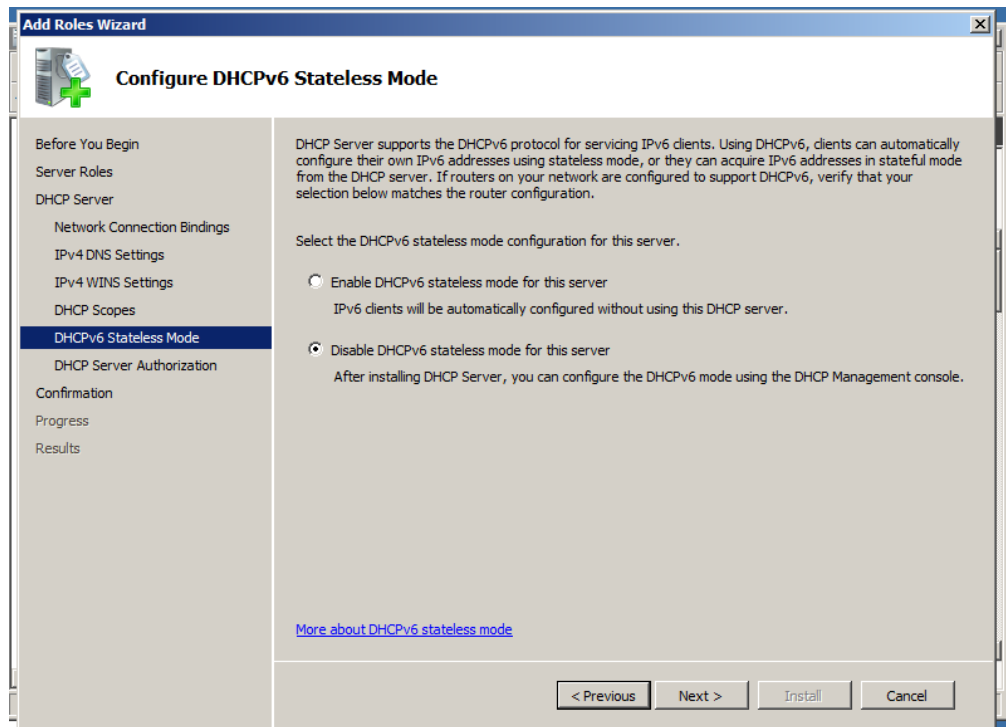 Add Roles Wizard
Configure DHCPv6 Stateless Mode
Before You Begin
Server Roles
DHCP Server
Network Connection Bindings
IPv4 DNS Settings
IPv4 WINS Settings
DHCP Scopes
DHCPv6 Stateless Mode
DHCP Server Authorization
Confirmation
Progress
Results
DHCP Server supports the DHCPv6 protocol for servicing IPv6 clients. Using DHCPv6, clients can automatically
configure their own IPv6 addresses using stateless mode, or they can acquire IPv6 addresses in stateful mode
from the DHCP server. If routers on your network are configured to support DHCPv6, verify that your
selection below matches the router configuration.
Select the DHCPv6 stateless mode configuration for this server.
Enable DHCPv6 stateless mode for this server
IPv6 clients will be automatically configured without using this DHCP server.
Disable DHCPv6 stateless mode for this server
After installing DHCP Server, you can configure the DHCPv6 mode using the DHCP Management console.
More about DHCPv6 stateless mode
< Previous
Next >
Install
Cancel